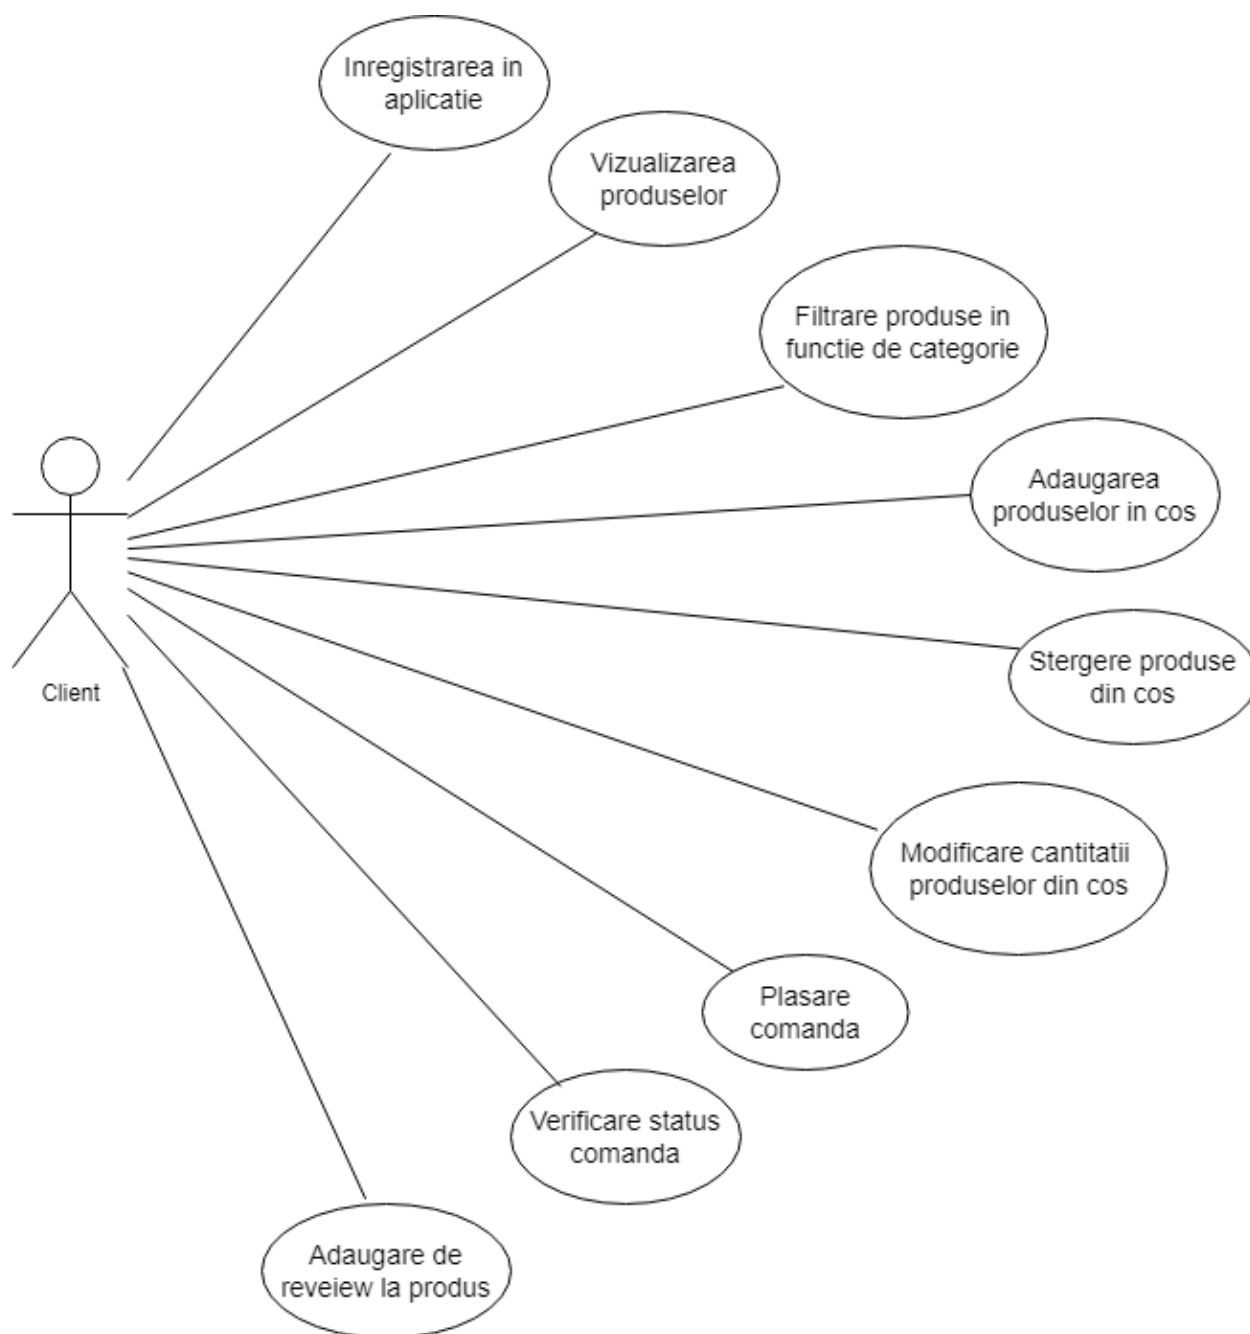 Inregistrarea in
aplicatie
Vizualizarea
produselor
Filtrare produse in
functie de categorie
Adaugarea
produselor in cos
Stergere produse
din cos
Client
Modificare cantitatii
produselor din cos
Plasare
comanda
Verificare status
comanda
Adaugare de
reveiew la produs